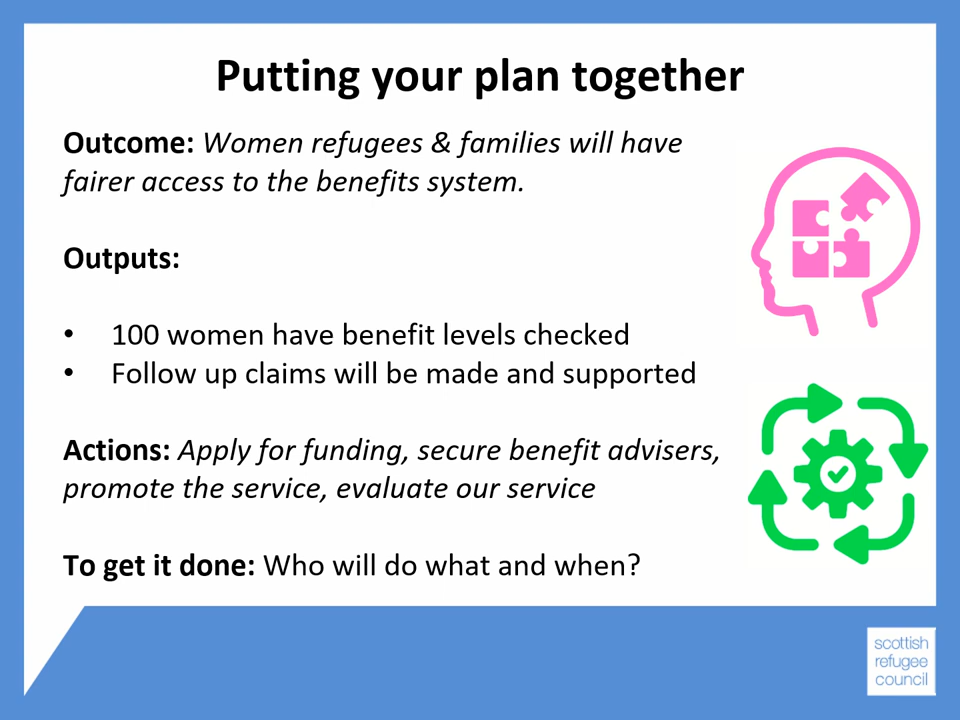 Putting your plan together
Outcome: Women refugees & families will have
fairer access to the benefits system.
Outputs:
• 100 women have benefit levels checked
• Follow up claims will be made and supported
Actions: Apply for funding, secure benefit advisers,
promote the service, evaluate our service
To get it done: Who will do what and when?
scottish
refugee
council